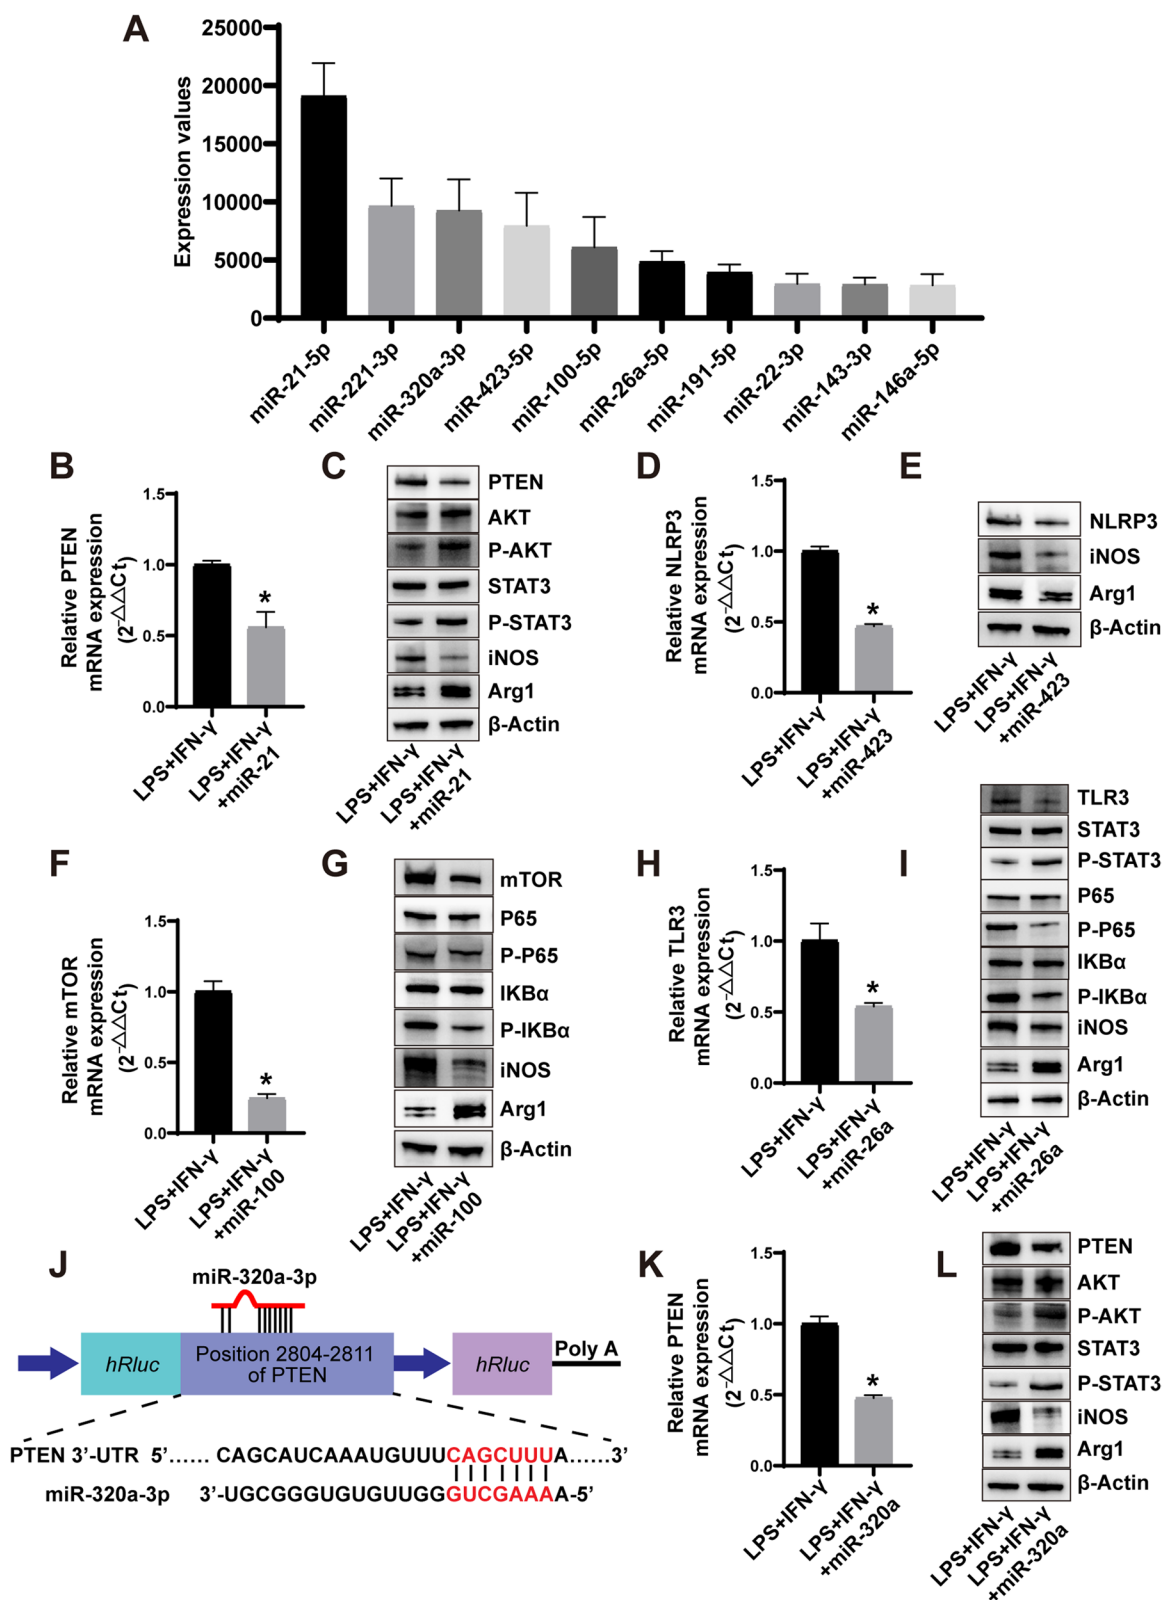 A
Expression values
25000
20000
15000
10000
5000
0
miR-21-5p
miR-221-3p
miR-320a-3p
miR-423-5p
miR-100-5p
miR-26a-5p
miR-191-5p
miR-22-3p
miR-143-3p
miR-146a-5p
B
Relative PTEN
mRNA expression
(2⁻△△Ct)
1.5
1.0
0.5
0.0
*
LPS+IFN-γ
LPS+IFN-γ
+miR-21
C
PTEN
AKT
P-AKT
STAT3
P-STAT3
iNOS
Arg1
β-Actin
LPS+IFN-γ
LPS+IFN-γ
+miR-21
D
Relative NLRP3
mRNA expression
(2⁻△△Ct)
1.5
1.0
0.5
0.0
*
LPS+IFN-γ
LPS+IFN-γ
+miR-423
E
NLRP3
iNOS
Arg1
β-Actin
LPS+IFN-γ
LPS+IFN-γ
+miR-423
F
Relative mTOR
mRNA expression
(2⁻△△Ct)
1.5
1.0
0.5
0.0
*
LPS+IFN-γ
LPS+IFN-γ
+miR-100
G
mTOR
P65
P-P65
IKBα
P-IKBα
iNOS
Arg1
β-Actin
LPS+IFN-γ
LPS+IFN-γ
+miR-100
H
Relative TLR3
mRNA expression
(2⁻△△Ct)
1.5
1.0
0.5
0.0
*
LPS+IFN-γ
LPS+IFN-γ
+miR-26a
I
TLR3
STAT3
P-STAT3
P65
P-P65
IKBα
P-IKBα
iNOS
Arg1
β-Actin
LPS+IFN-γ
LPS+IFN-γ
+miR-26a
J
miR-320a-3p
hRluc
Position 2804-2811
of PTEN
hRluc
Poly A
PTEN 3’-UTR 5’...... CAGCAUCAAAUGUUUCAGCUUUA......3’
miR-320a-3p 3’-UGCGGGUGUGUUGGGUCGAAAA-5’
K
Relative PTEN
mRNA expression
(2⁻△△Ct)
1.5
1.0
0.5
0.0
*
LPS+IFN-γ
LPS+IFN-γ
+miR-320a
L
PTEN
AKT
P-AKT
STAT3
P-STAT3
iNOS
Arg1
β-Actin
LPS+IFN-γ
LPS+IFN-γ
+miR-320a